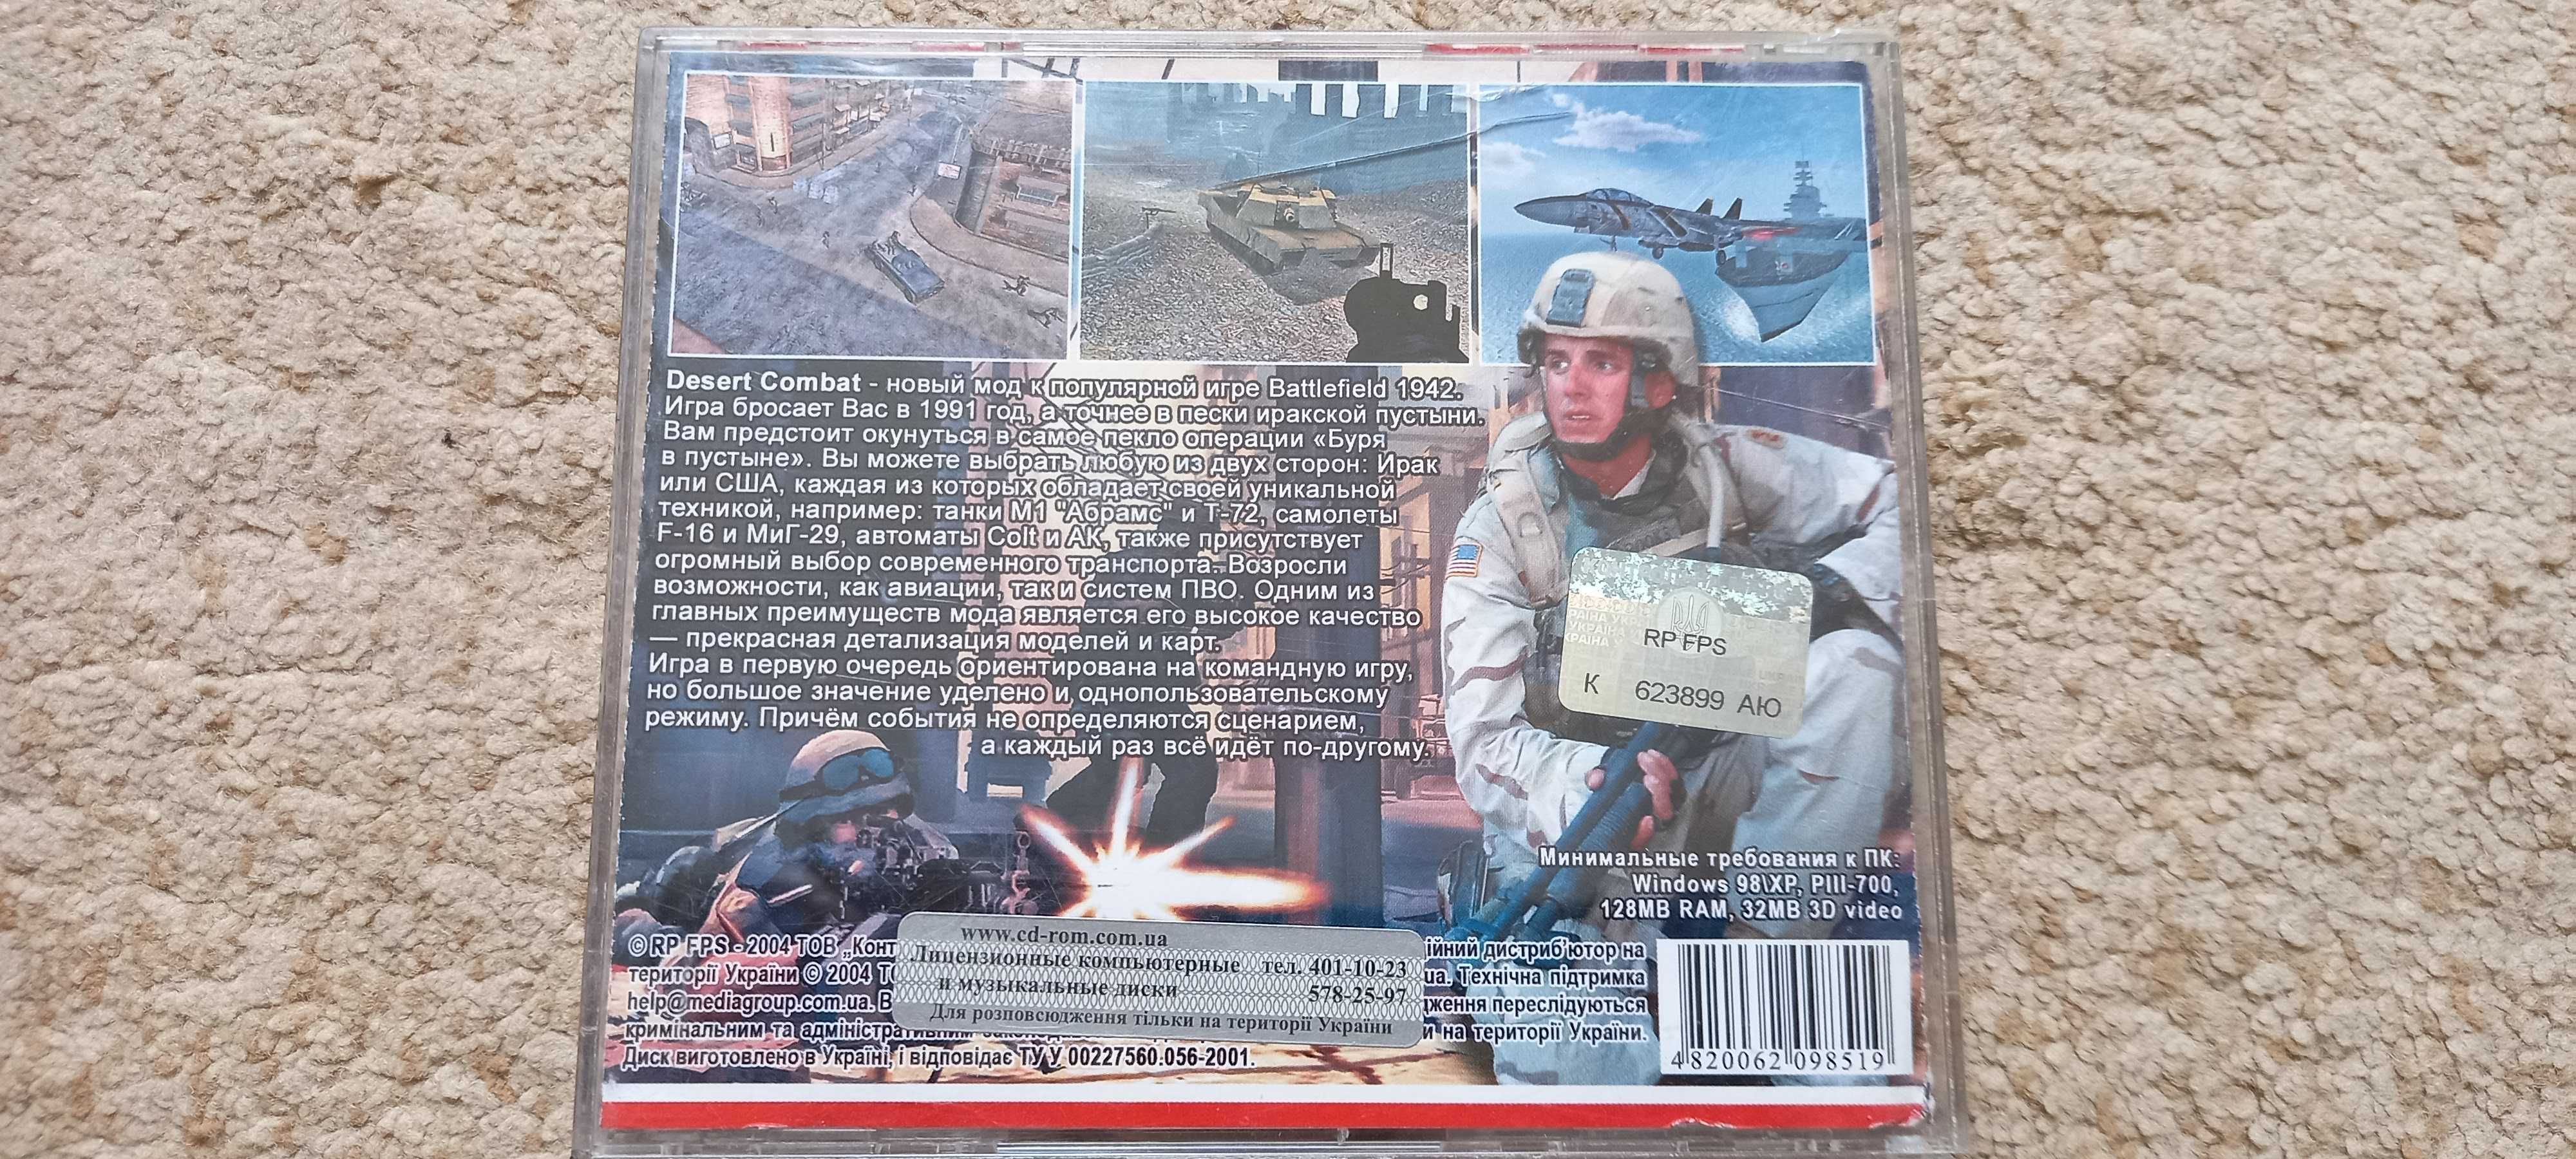 Desert Combat - новый мод к популярной игре Battlefield 1942.
Игра бросает Вас в 1991 год, а точнее в пески иракской пустыни.
Вам предстоит окунуться в самое пекло операции «Буря
в пустыне». Вы можете выбрать любую из двух сторон: Ирак
или США, каждая из которых обладает своей уникальной
техникой, например: танки М1 "Абрамс" и Т-72, самолеты
F-16 и МиГ-29, автоматы Colt и АК, также присутствует
огромный выбор современного транспорта. Возросли
возможности, как авиации, так и систем ПВО. Одним из
главных преимуществ мода является его высокое качество
— прекрасная детализация моделей и карт.
Игра в первую очередь ориентирована на командную игру,
но большое значение уделено и однопользовательскому
режиму. Причём события не определяются сценарием,
а каждый раз всё идёт по-другому.
RP FPS
К 623899 АЮ
Минимальные требования к ПК:
Windows 98\XP, PIII-700,
128MB RAM, 32MB 3D video
© RP FPS - 2004 ТОВ „Конт ійний дистриб'ютор на
території України © 2004 ua. Технічна підтримка
help@mediagroup.com.ua. В ження переслідуються
кримінальним та адміністративним и на території України.
Диск виготовлено в Україні, і відповідає ТУ У 00227560.056-2001.
www.cd-rom.com.ua
Лицензионные компьютерные тел. 401-10-23
и музыкальные диски 578-25-97
Для розповсюдження тільки на території України
4 820062 098519